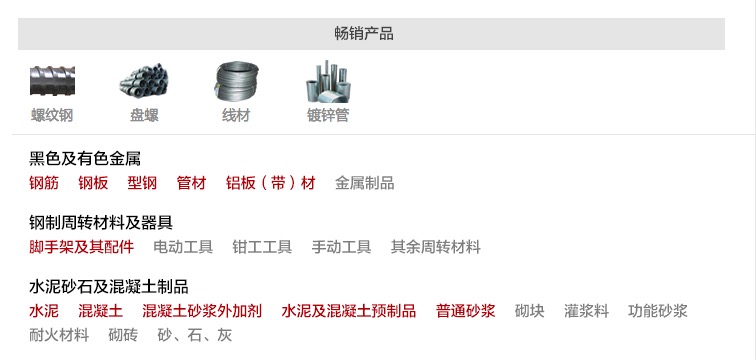 畅销产品
螺纹钢 盘螺 线材 镀锌管
黑色及有色金属
钢筋 钢板 型钢 管材 铝板（带）材 金属制品
钢制周转材料及器具
脚手架及其配件 电动工具 钳工工具 手动工具 其余周转材料
水泥砂石及混凝土制品
水泥 混凝土 混凝土砂浆外加剂 水泥及混凝土预制品 普通砂浆 砌块 灌浆料 功能砂浆
耐火材料 砌砖 砂、石、灰